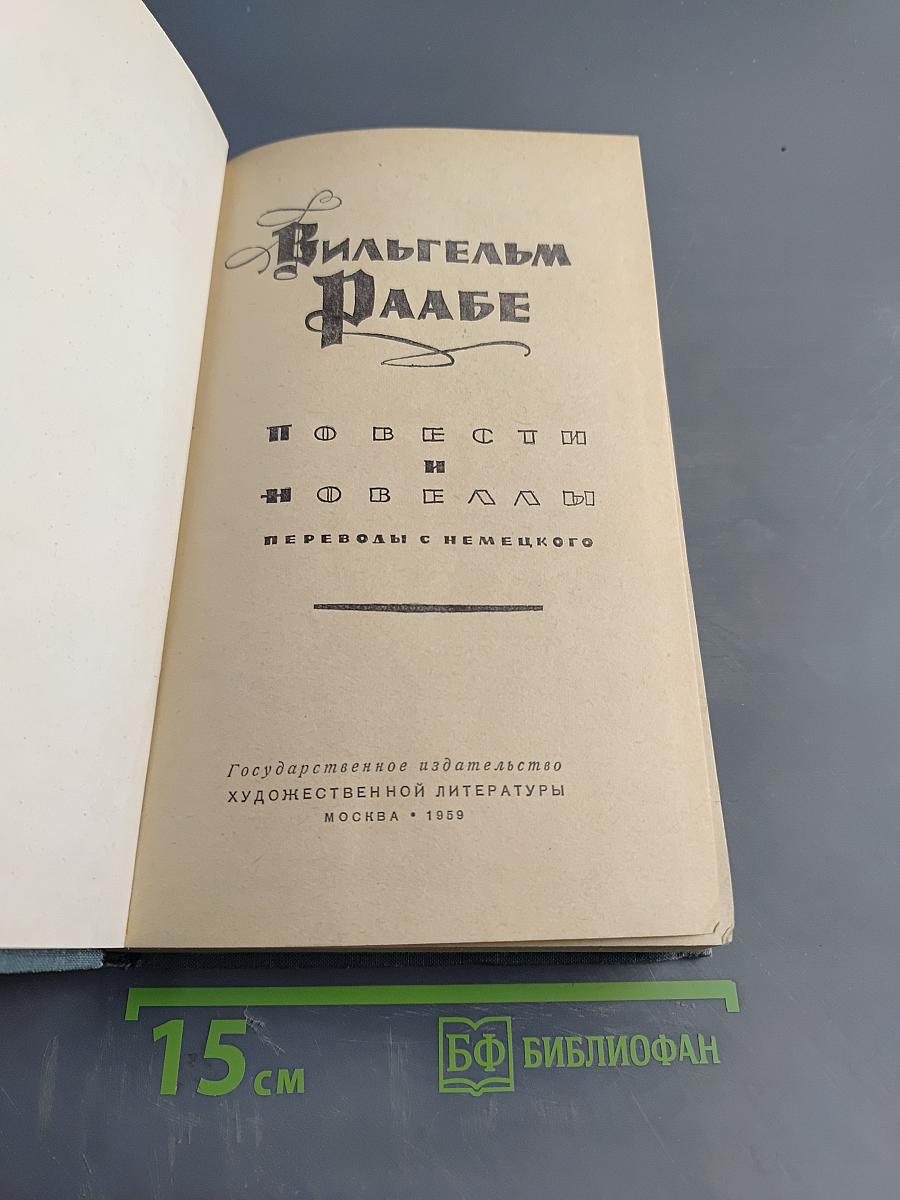 Вильгельм
Раабе
ПОВЕСТИ
И
НОВЕЛЛЫ
ПЕРЕВОДЫ С НЕМЕЦКОГО
Государственное издательство
ХУДОЖЕСТВЕННОЙ ЛИТЕРАТУРЫ
МОСКВА • 1959
15 см
БФ БИБЛИОФАН